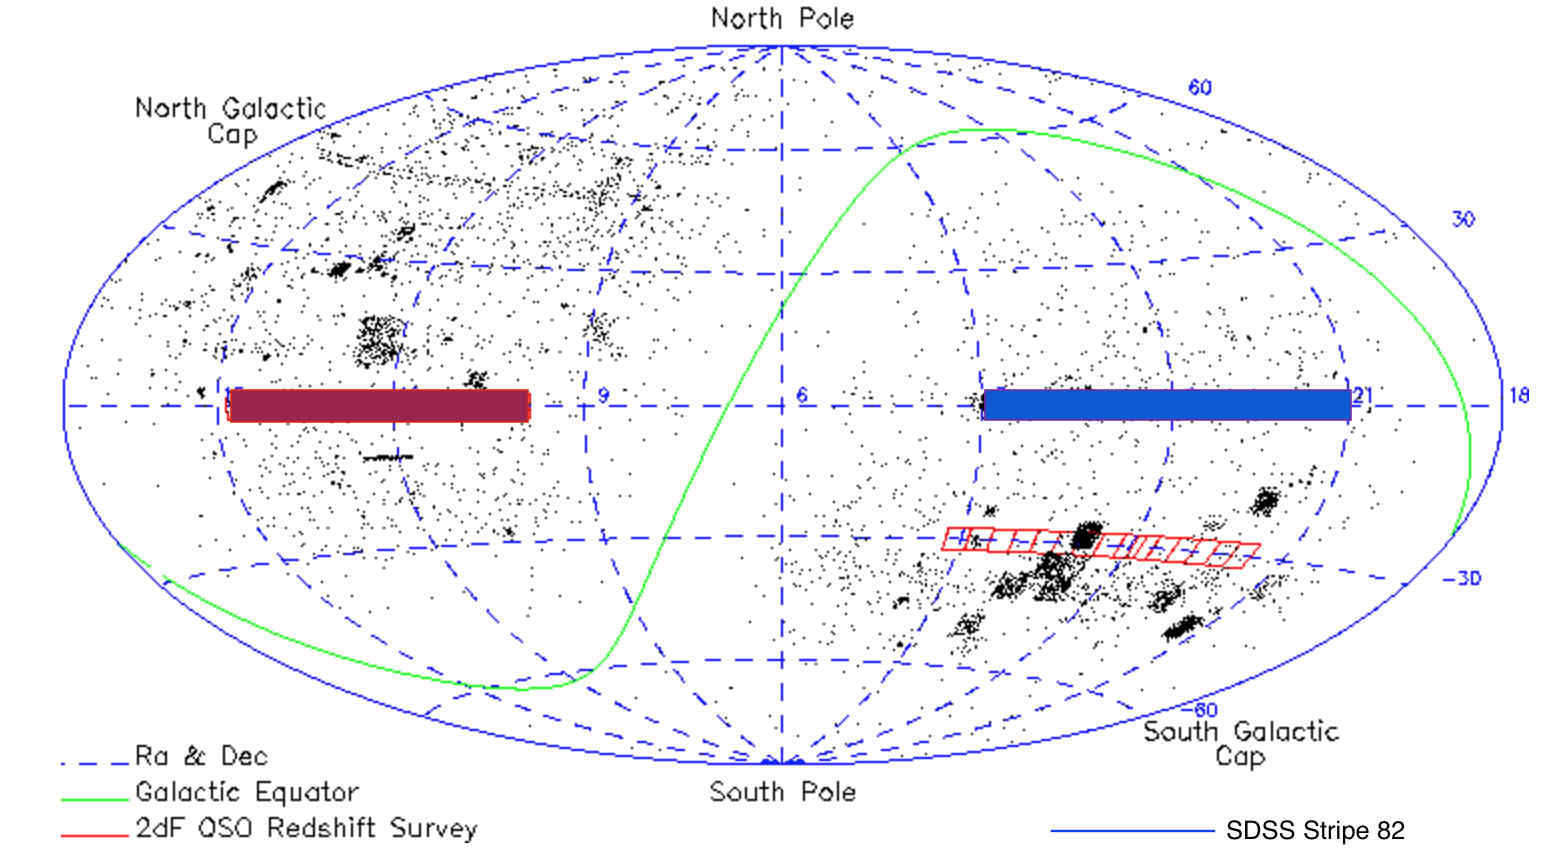 North Pole
60
North Galactic
Cap
30
9
6
21
18
-30
-60
South Galactic
Cap
Ra & Dec
Galactic Equator
South Pole
2dF QSO Redshift Survey
SDSS Stripe 82